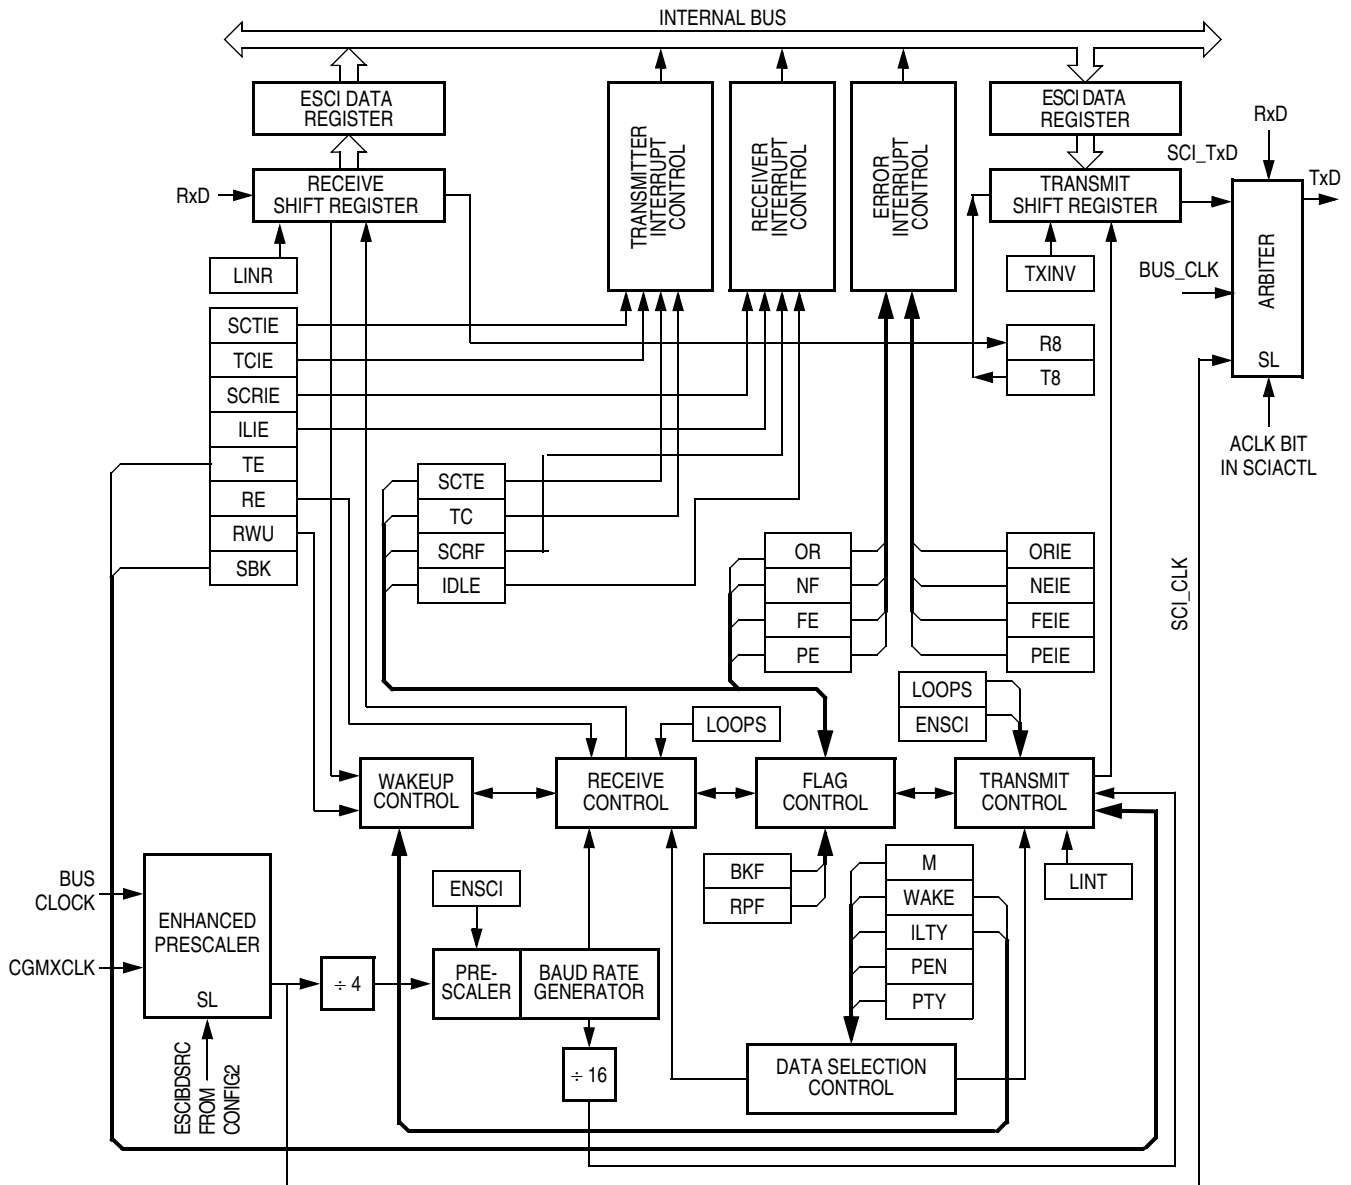 INTERNAL BUS
ESCI DATA
REGISTER
RECEIVE
SHIFT REGISTER
RxD
LINR
TRANSMITTER
INTERRUPT
CONTROL
RECEIVER
INTERRUPT
CONTROL
ERROR
INTERRUPT
CONTROL
ESCI DATA
REGISTER
TRANSMIT
SHIFT REGISTER
TXINV
SCI_TxD
RxD
TxD
BUS_CLK
ARBITER
SL
ACLK BIT
IN SCIACTL
R8
T8
SCTIE
TCIE
SCRIE
ILIE
TE
RE
RWU
SBK
SCTE
TC
SCRF
IDLE
OR
NF
FE
PE
ORIE
NEIE
FEIE
PEIE
SCI_CLK
LOOPS
LOOPS
ENSCI
WAKEUP
CONTROL
RECEIVE
CONTROL
FLAG
CONTROL
TRANSMIT
CONTROL
BKF
RPF
M
WAKE
ILTY
PEN
PTY
LINT
BUS
CLOCK
CGMXCLK
ENHANCED
PRESCALER
SL
ESCIBDSRC
FROM
CONFIG2
÷ 4
ENSCI
PRE-
SCALER
BAUD RATE
GENERATOR
÷ 16
DATA SELECTION
CONTROL